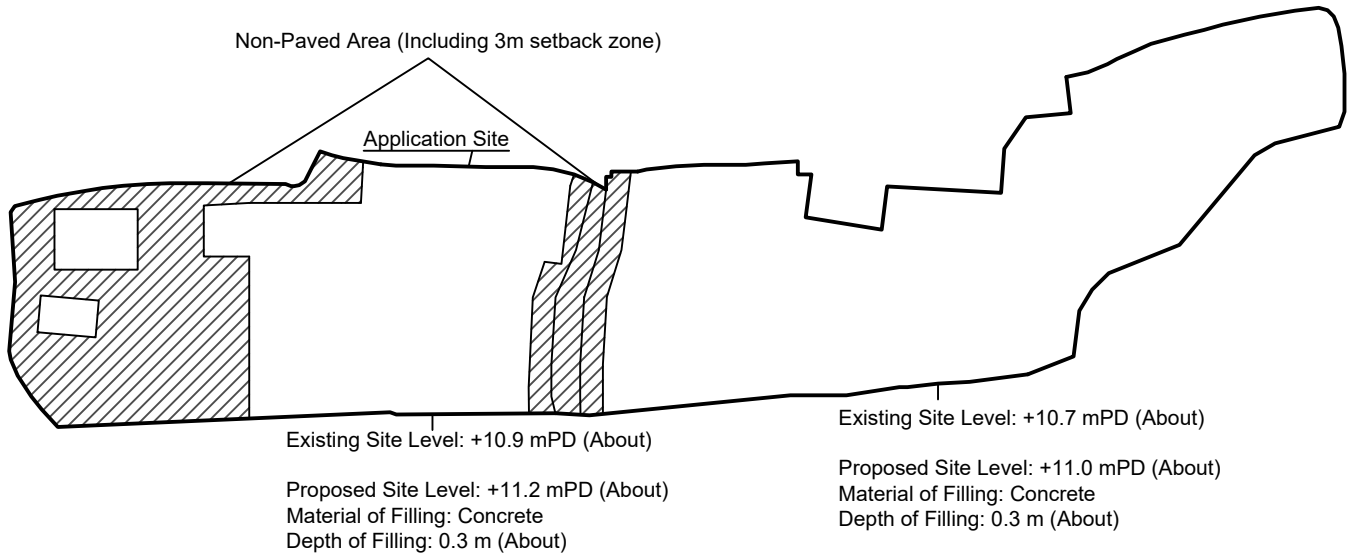 Non-Paved Area (Including 3m setback zone)
Application Site
Existing Site Level: +10.9 mPD (About)
Proposed Site Level: +11.2 mPD (About)
Material of Filling: Concrete
Depth of Filling: 0.3 m (About)
Existing Site Level: +10.7 mPD (About)
Proposed Site Level: +11.0 mPD (About)
Material of Filling: Concrete
Depth of Filling: 0.3 m (About)